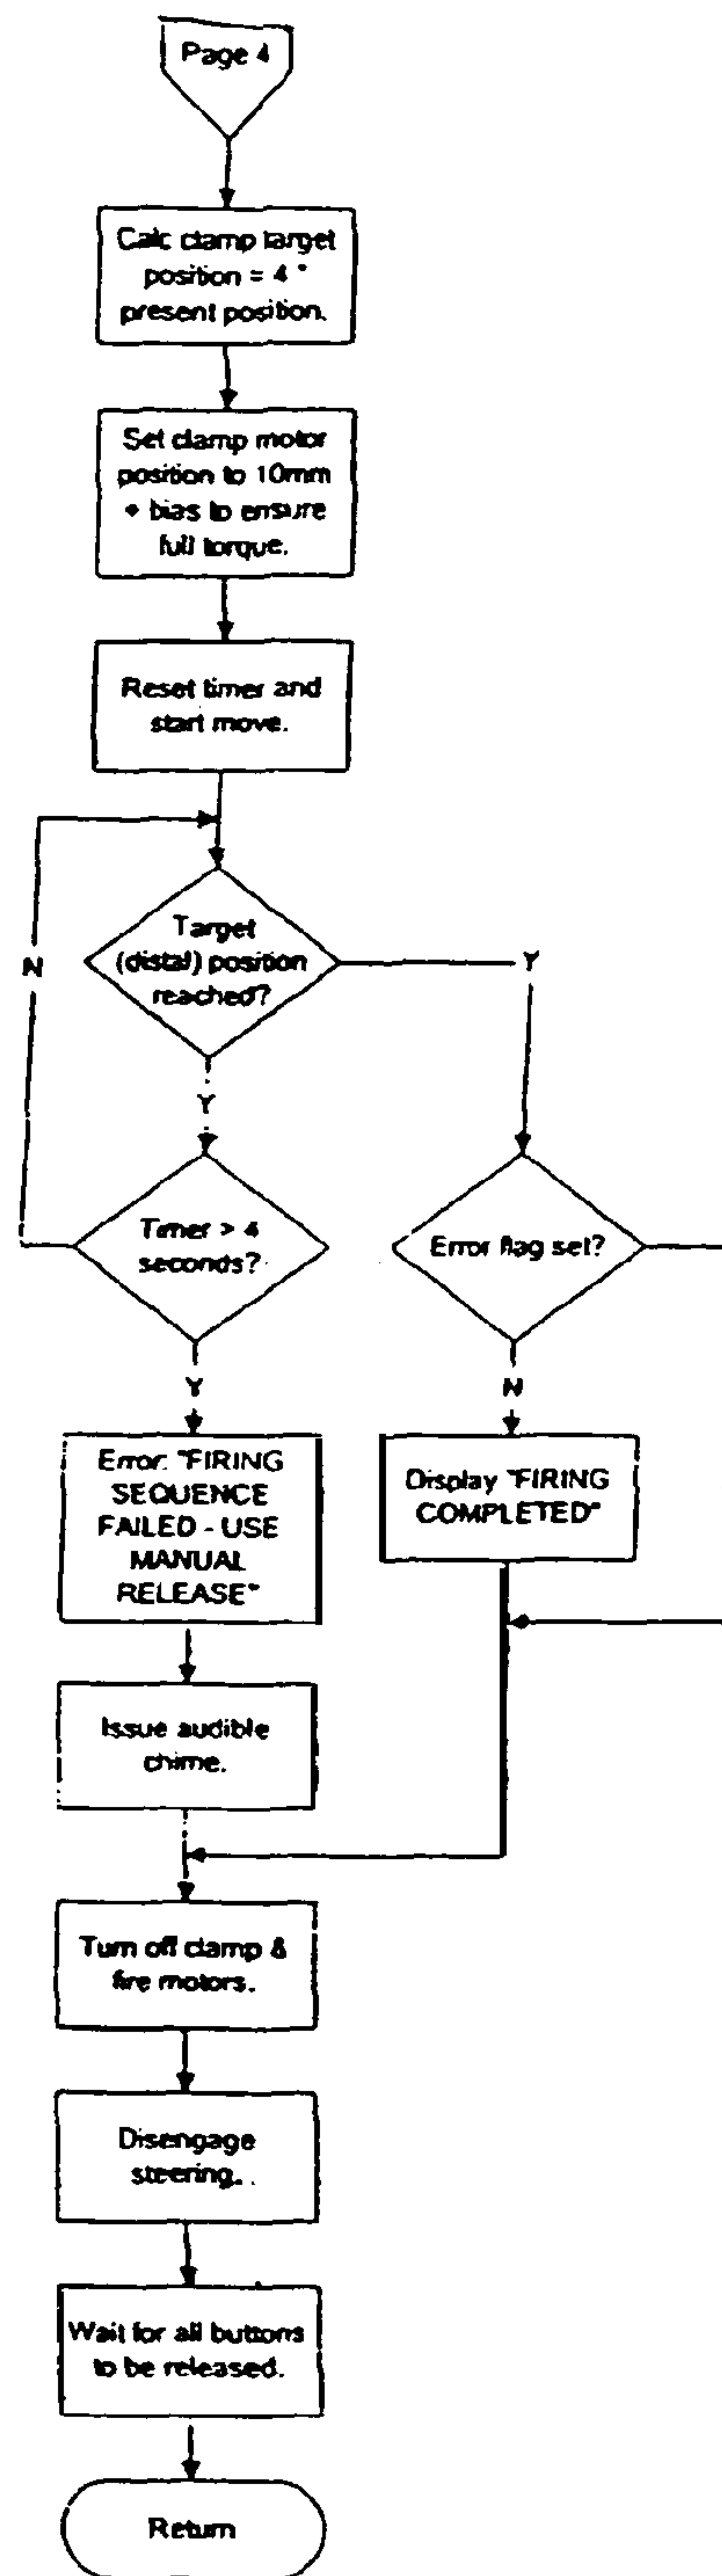 Page 4
Calc clamp target
position = 4 "
present position.
Set clamp motor
position to 10mm
+ bias to ensure
full torque.
Reset timer and
start move.
Target
(distal) position
reached?
N
Y
Y
Timer > 4
seconds?
Error flag set?
Y
N
Error: "FIRING
SEQUENCE
FAILED - USE
MANUAL
RELEASE"
Display "FIRING
COMPLETED"
Issue audible
chime.
Turn off clamp &
fire motors.
Disengage
steering.
Wait for all buttons
to be released.
Return